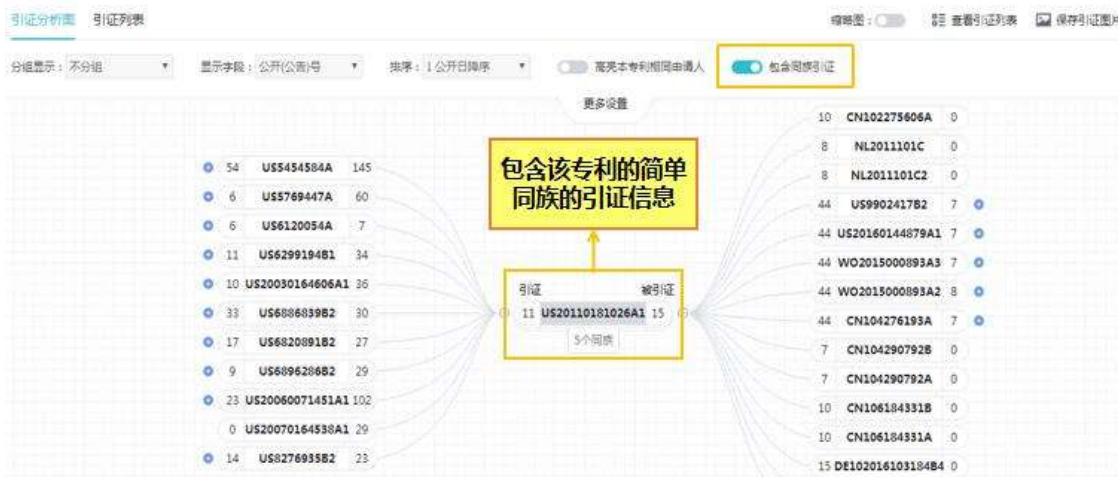 引证分析图 引证列表 缩略图： 查看引证列表 保存引证图片
分组显示：不分组 显示字段：公开(公告)号 排序：公开日降序 高亮本专利相同申请人 包含同族引证
更多设置
包含该专利的简单
同族的引证信息
54 US5454584A 145
6 US5769447A 60
6 US6120054A 7
11 US6299194B1 34
10 US20030164606A1 36
33 US6886839B2 30
17 US6820891B2 27
9 US6896286B2 29
23 US20060071451A1 102
0 US20070164538A1 29
14 US8276935B2 23
引证 被引证
11 US20110181026A1 15
5个同族
10 CN102275606A 0
8 NL2011101C 0
8 NL2011101C2 0
44 US9902417B2 7
44 US20160144879A1 7
44 WO2015000893A3 7
44 WO2015000893A2 8
44 CN104276193A 7
7 CN104290792B 0
7 CN104290792A 0
10 CN106184331B 0
10 CN106184331A 0
15 DE102016103184B4 0